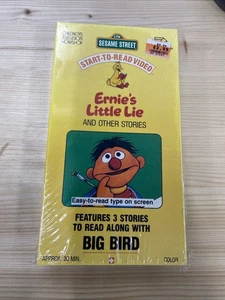 CHILDREN'S
TELEVISION
WORKSHOP
SESAME STREET
START-TO-READ VIDEO
Ernie's
Little Lie
AND OTHER STORIES
Easy-to-read type on screen
FEATURES 3 STORIES
TO READ ALONG WITH
BIG BIRD
APPROX. 30 MIN.
COLOR